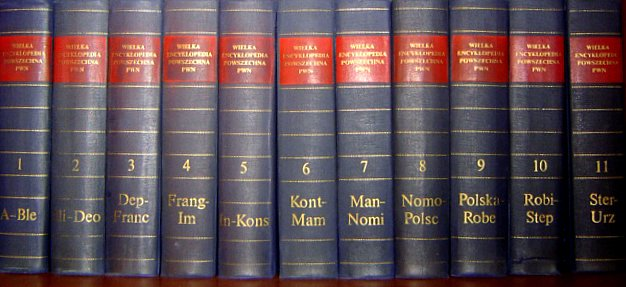 WIELKA
ENCYKLOPEDIA
POWSZECHNA
PWN
1
A-Ble
WIELKA
ENCYKLOPEDIA
POWSZECHNA
PWN
2
Bli-Deo
WIELKA
ENCYKLOPEDIA
POWSZECHNA
PWN
3
Dep-
Franc
WIELKA
ENCYKLOPEDIA
POWSZECHNA
PWN
4
Frang-
Im
WIELKA
ENCYKLOPEDIA
POWSZECHNA
PWN
5
In-Kons
WIELKA
ENCYKLOPEDIA
POWSZECHNA
PWN
6
Kont-
Mam
WIELKA
ENCYKLOPEDIA
POWSZECHNA
PWN
7
Man-
Nomi
WIELKA
ENCYKLOPEDIA
POWSZECHNA
PWN
8
Nomo-
Polsc
WIELKA
ENCYKLOPEDIA
POWSZECHNA
PWN
9
Polska-
Robe
WIELKA
ENCYKLOPEDIA
POWSZECHNA
PWN
10
Robi-
Step
WIELKA
ENCYKLOPEDIA
POWSZECHNA
PWN
11
Ster-
Urz